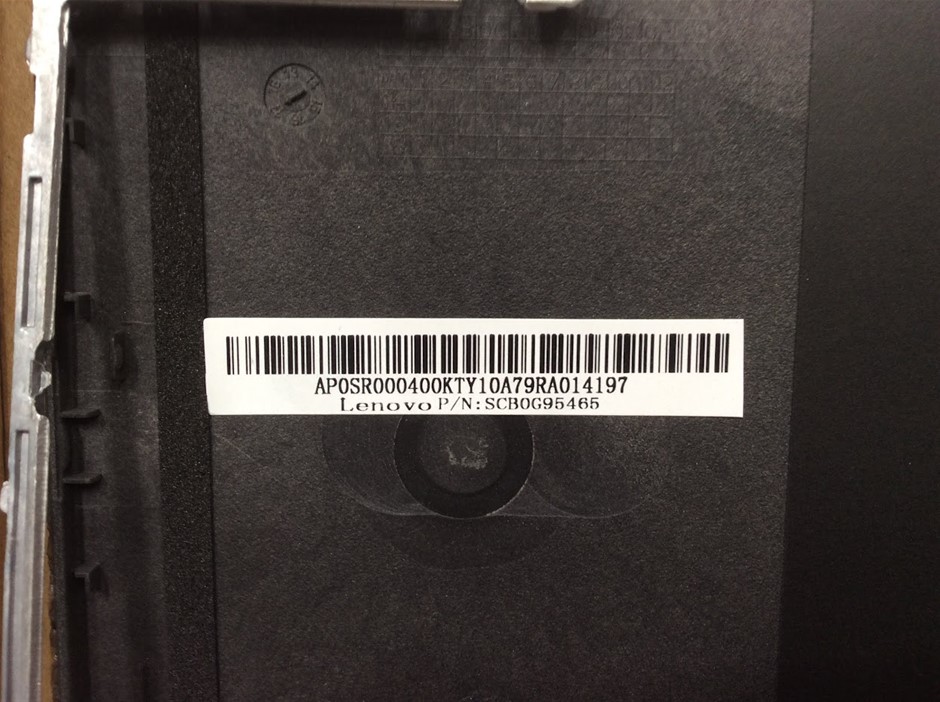 AP0SR000400KTY10A79RA014197
Lenovo P/N:SCB0G95465